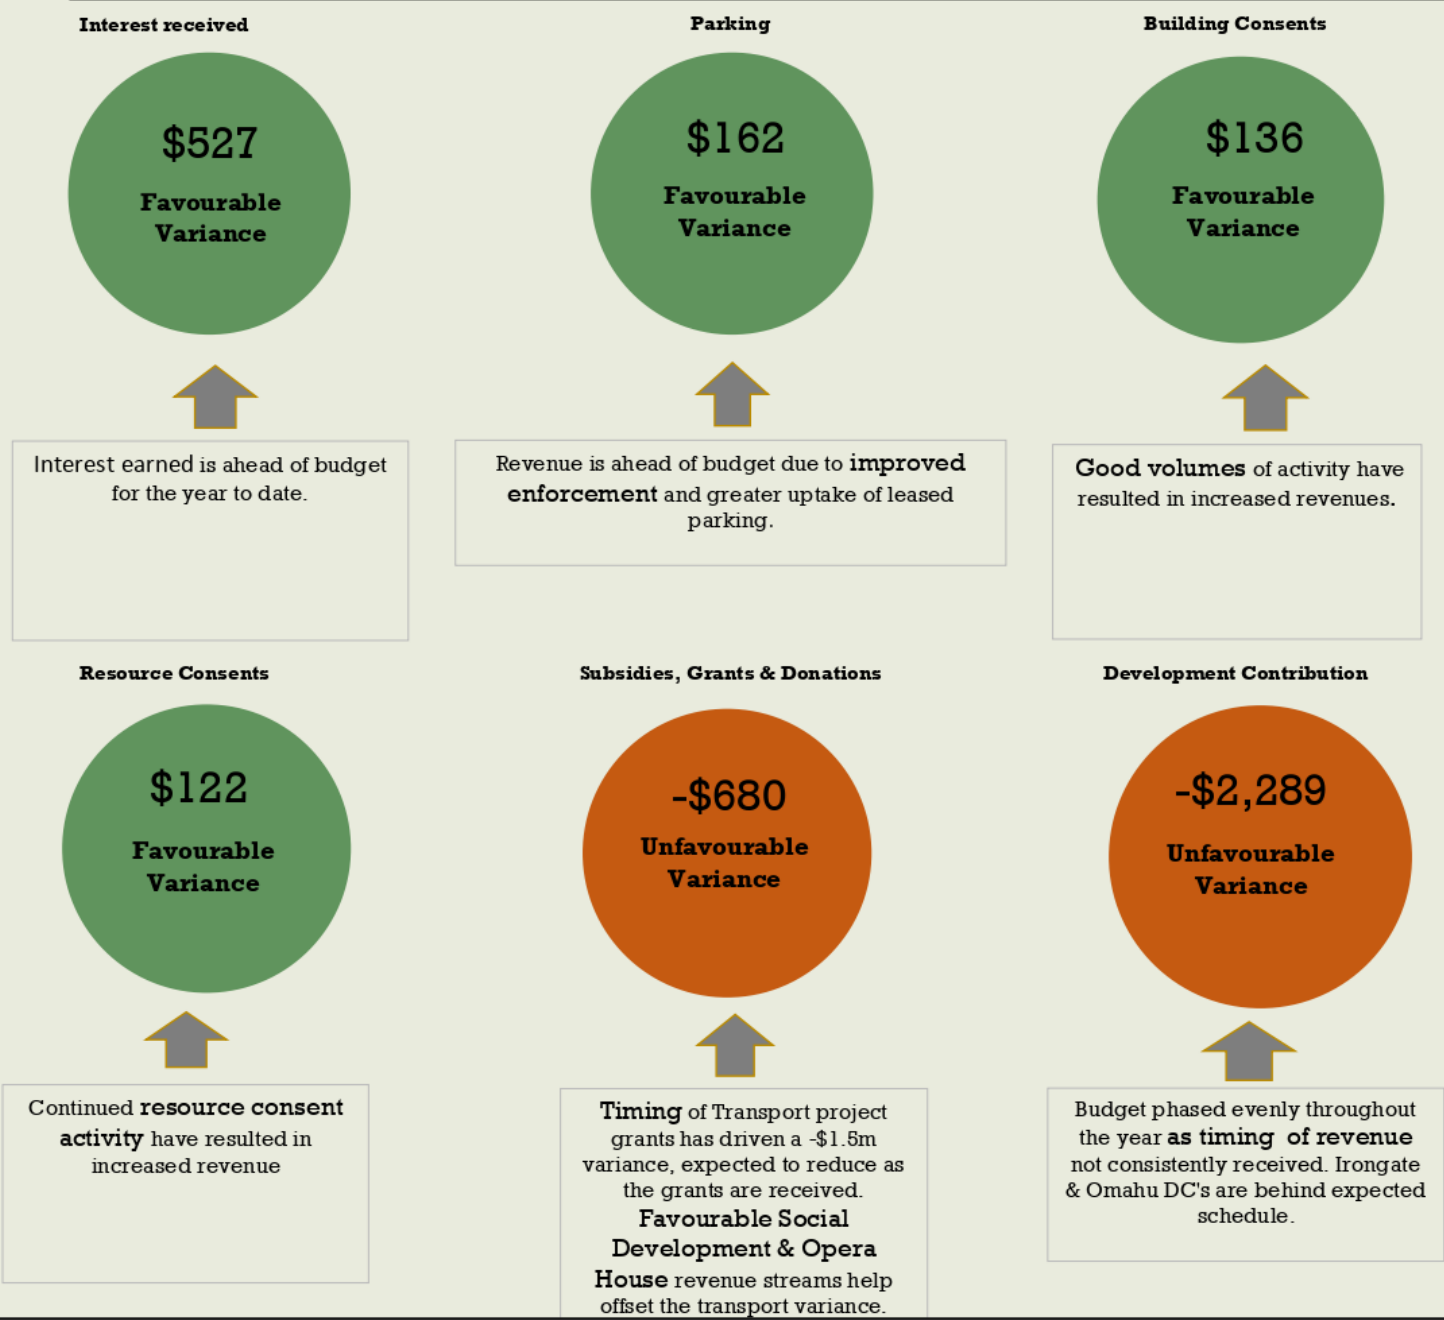 Interest received
$527
Favourable
Variance
Interest earned is ahead of budget
for the year to date.
Parking
$162
Favourable
Variance
Revenue is ahead of budget due to improved
enforcement and greater uptake of leased
parking.
Building Consents
$136
Favourable
Variance
Good volumes of activity have
resulted in increased revenues.
Resource Consents
$122
Favourable
Variance
Continued resource consent
activity have resulted in
increased revenue
Subsidies, Grants & Donations
-$680
Unfavourable
Variance
Timing of Transport project
grants has driven a -$1.5m
variance, expected to reduce as
the grants are received.
Favourable Social
Development & Opera
House revenue streams help
offset the transport variance.
Development Contribution
-$2,289
Unfavourable
Variance
Budget phased evenly throughout
the year as timing  of revenue
not consistently received. Irongate
& Omahu DC's are behind expected
schedule.